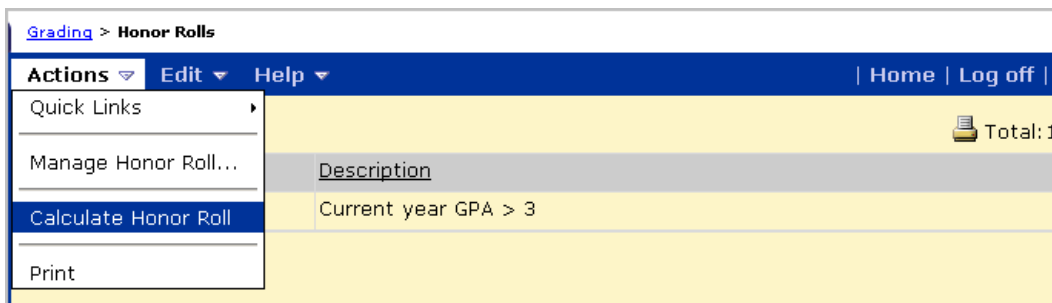 Grading > Honor Rolls
Actions Edit Help | Home | Log off |
Quick Links
Total: 1
Manage Honor Roll...
Description
Calculate Honor Roll
Current year GPA > 3
Print